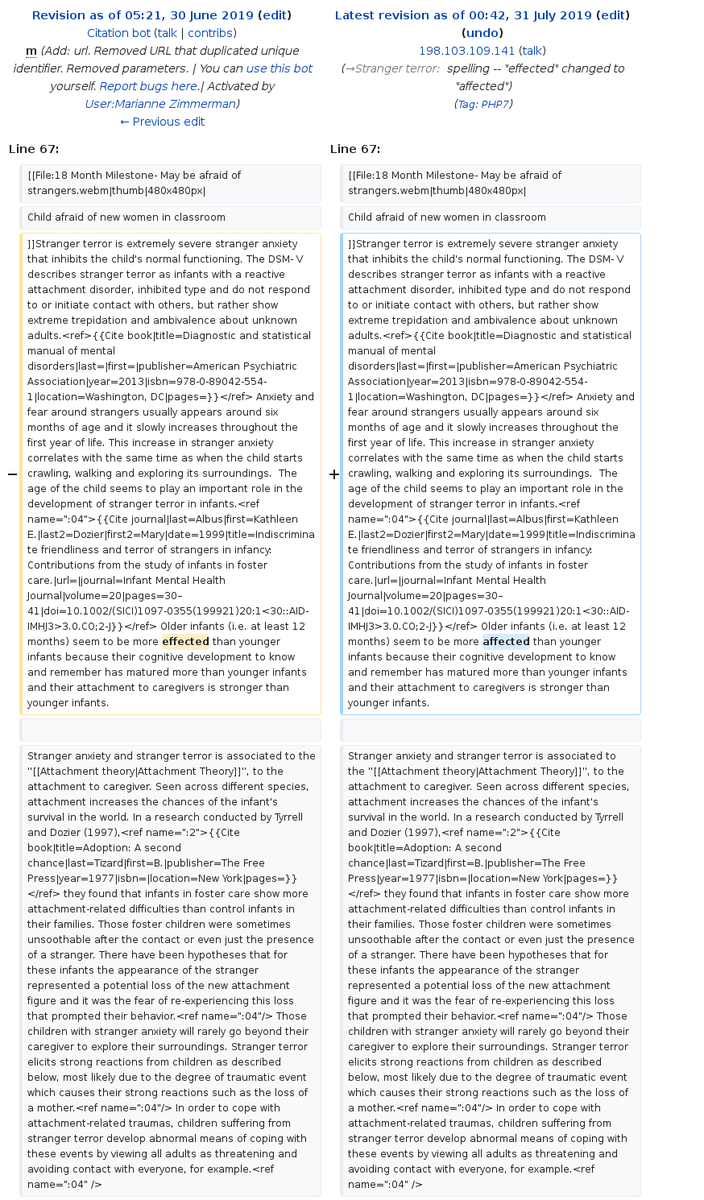 Revision as of 05:21, 30 June 2019 (edit)
Citation bot (talk | contribs)
m (Add: url. Removed URL that duplicated unique
identifier. Removed parameters. | You can use this bot
yourself. Report bugs here.| Activated by
User:Marianne Zimmerman)
← Previous edit
Line 67:
[[File:18 Month Milestone- May be afraid of
strangers.webm|thumb|480x480px|
Child afraid of new women in classroom
−
]]Stranger terror is extremely severe stranger anxiety
that inhibits the child's normal functioning. The DSM-Ⅴ
describes stranger terror as infants with a reactive
attachment disorder, inhibited type and do not respond
to or initiate contact with others, but rather show
extreme trepidation and ambivalence about unknown
adults.<ref>{{Cite book|title=Diagnostic and statistical
manual of mental
disorders|last=|first=|publisher=American Psychiatric
Association|year=2013|isbn=978-0-89042-554-
1|location=Washington, DC|pages=}}</ref> Anxiety and
fear around strangers usually appears around six
months of age and it slowly increases throughout the
first year of life. This increase in stranger anxiety
correlates with the same time as when the child starts
crawling, walking and exploring its surroundings.  The
age of the child seems to play an important role in the
development of stranger terror in infants.<ref
name=":04">{{Cite journal|last=Albus|first=Kathleen
E.|last2=Dozier|first2=Mary|date=1999|title=Indiscrimina
te friendliness and terror of strangers in infancy:
Contributions from the study of infants in foster
care.|url=|journal=Infant Mental Health
Journal|volume=20|pages=30–
41|doi=10.1002/(SICI)1097-0355(199921)20:1<30::AID-
IMHJ3>3.0.CO;2-J}}</ref> Older infants (i.e. at least 12
months) seem to be more effected than younger
infants because their cognitive development to know
and remember has matured more than younger infants
and their attachment to caregivers is stronger than
younger infants.
Stranger anxiety and stranger terror is associated to the
"[[Attachment theory|Attachment Theory]]", to the
attachment to caregiver. Seen across different species,
attachment increases the chances of the infant's
survival in the world. In a research conducted by Tyrrell
and Dozier (1997),<ref name=":2">{{Cite
book|title=Adoption: A second
chance|last=Tizard|first=B.|publisher=The Free
Press|year=1977|isbn=|location=New York|pages=}}
</ref> they found that infants in foster care show more
attachment-related difficulties than control infants in
their families. Those foster children were sometimes
unsoothable after the contact or even just the presence
of a stranger. There have been hypotheses that for
these infants the appearance of the stranger
represented a potential loss of the new attachment
figure and it was the fear of re-experiencing this loss
that prompted their behavior.<ref name=":04"/> Those
children with stranger anxiety will rarely go beyond their
caregiver to explore their surroundings. Stranger terror
elicits strong reactions from children as described
below, most likely due to the degree of traumatic event
which causes their strong reactions such as the loss of
a mother.<ref name=":04"/> In order to cope with
attachment-related traumas, children suffering from
stranger terror develop abnormal means of coping with
these events by viewing all adults as threatening and
avoiding contact with everyone, for example.<ref
name=":04" />
Latest revision as of 00:42, 31 July 2019 (edit)
(undo)
198.103.109.141 (talk)
(→Stranger terror: spelling -- "effected" changed to
"affected")
(Tag: PHP7)
Line 67:
[[File:18 Month Milestone- May be afraid of
strangers.webm|thumb|480x480px|
Child afraid of new women in classroom
+
]]Stranger terror is extremely severe stranger anxiety
that inhibits the child's normal functioning. The DSM-Ⅴ
describes stranger terror as infants with a reactive
attachment disorder, inhibited type and do not respond
to or initiate contact with others, but rather show
extreme trepidation and ambivalence about unknown
adults.<ref>{{Cite book|title=Diagnostic and statistical
manual of mental
disorders|last=|first=|publisher=American Psychiatric
Association|year=2013|isbn=978-0-89042-554-
1|location=Washington, DC|pages=}}</ref> Anxiety and
fear around strangers usually appears around six
months of age and it slowly increases throughout the
first year of life. This increase in stranger anxiety
correlates with the same time as when the child starts
crawling, walking and exploring its surroundings.  The
age of the child seems to play an important role in the
development of stranger terror in infants.<ref
name=":04">{{Cite journal|last=Albus|first=Kathleen
E.|last2=Dozier|first2=Mary|date=1999|title=Indiscrimina
te friendliness and terror of strangers in infancy:
Contributions from the study of infants in foster
care.|url=|journal=Infant Mental Health
Journal|volume=20|pages=30–
41|doi=10.1002/(SICI)1097-0355(199921)20:1<30::AID-
IMHJ3>3.0.CO;2-J}}</ref> Older infants (i.e. at least 12
months) seem to be more affected than younger
infants because their cognitive development to know
and remember has matured more than younger infants
and their attachment to caregivers is stronger than
younger infants.
Stranger anxiety and stranger terror is associated to
the "[[Attachment theory|Attachment Theory]]", to the
attachment to caregiver. Seen across different species,
attachment increases the chances of the infant's
survival in the world. In a research conducted by Tyrrell
and Dozier (1997),<ref name=":2">{{Cite
book|title=Adoption: A second
chance|last=Tizard|first=B.|publisher=The Free
Press|year=1977|isbn=|location=New York|pages=}}
</ref> they found that infants in foster care show more
attachment-related difficulties than control infants in
their families. Those foster children were sometimes
unsoothable after the contact or even just the presence
of a stranger. There have been hypotheses that for
these infants the appearance of the stranger
represented a potential loss of the new attachment
figure and it was the fear of re-experiencing this loss
that prompted their behavior.<ref name=":04"/> Those
children with stranger anxiety will rarely go beyond their
caregiver to explore their surroundings. Stranger terror
elicits strong reactions from children as described
below, most likely due to the degree of traumatic event
which causes their strong reactions such as the loss of
a mother.<ref name=":04"/> In order to cope with
attachment-related traumas, children suffering from
stranger terror develop abnormal means of coping with
these events by viewing all adults as threatening and
avoiding contact with everyone, for example.<ref
name=":04" />